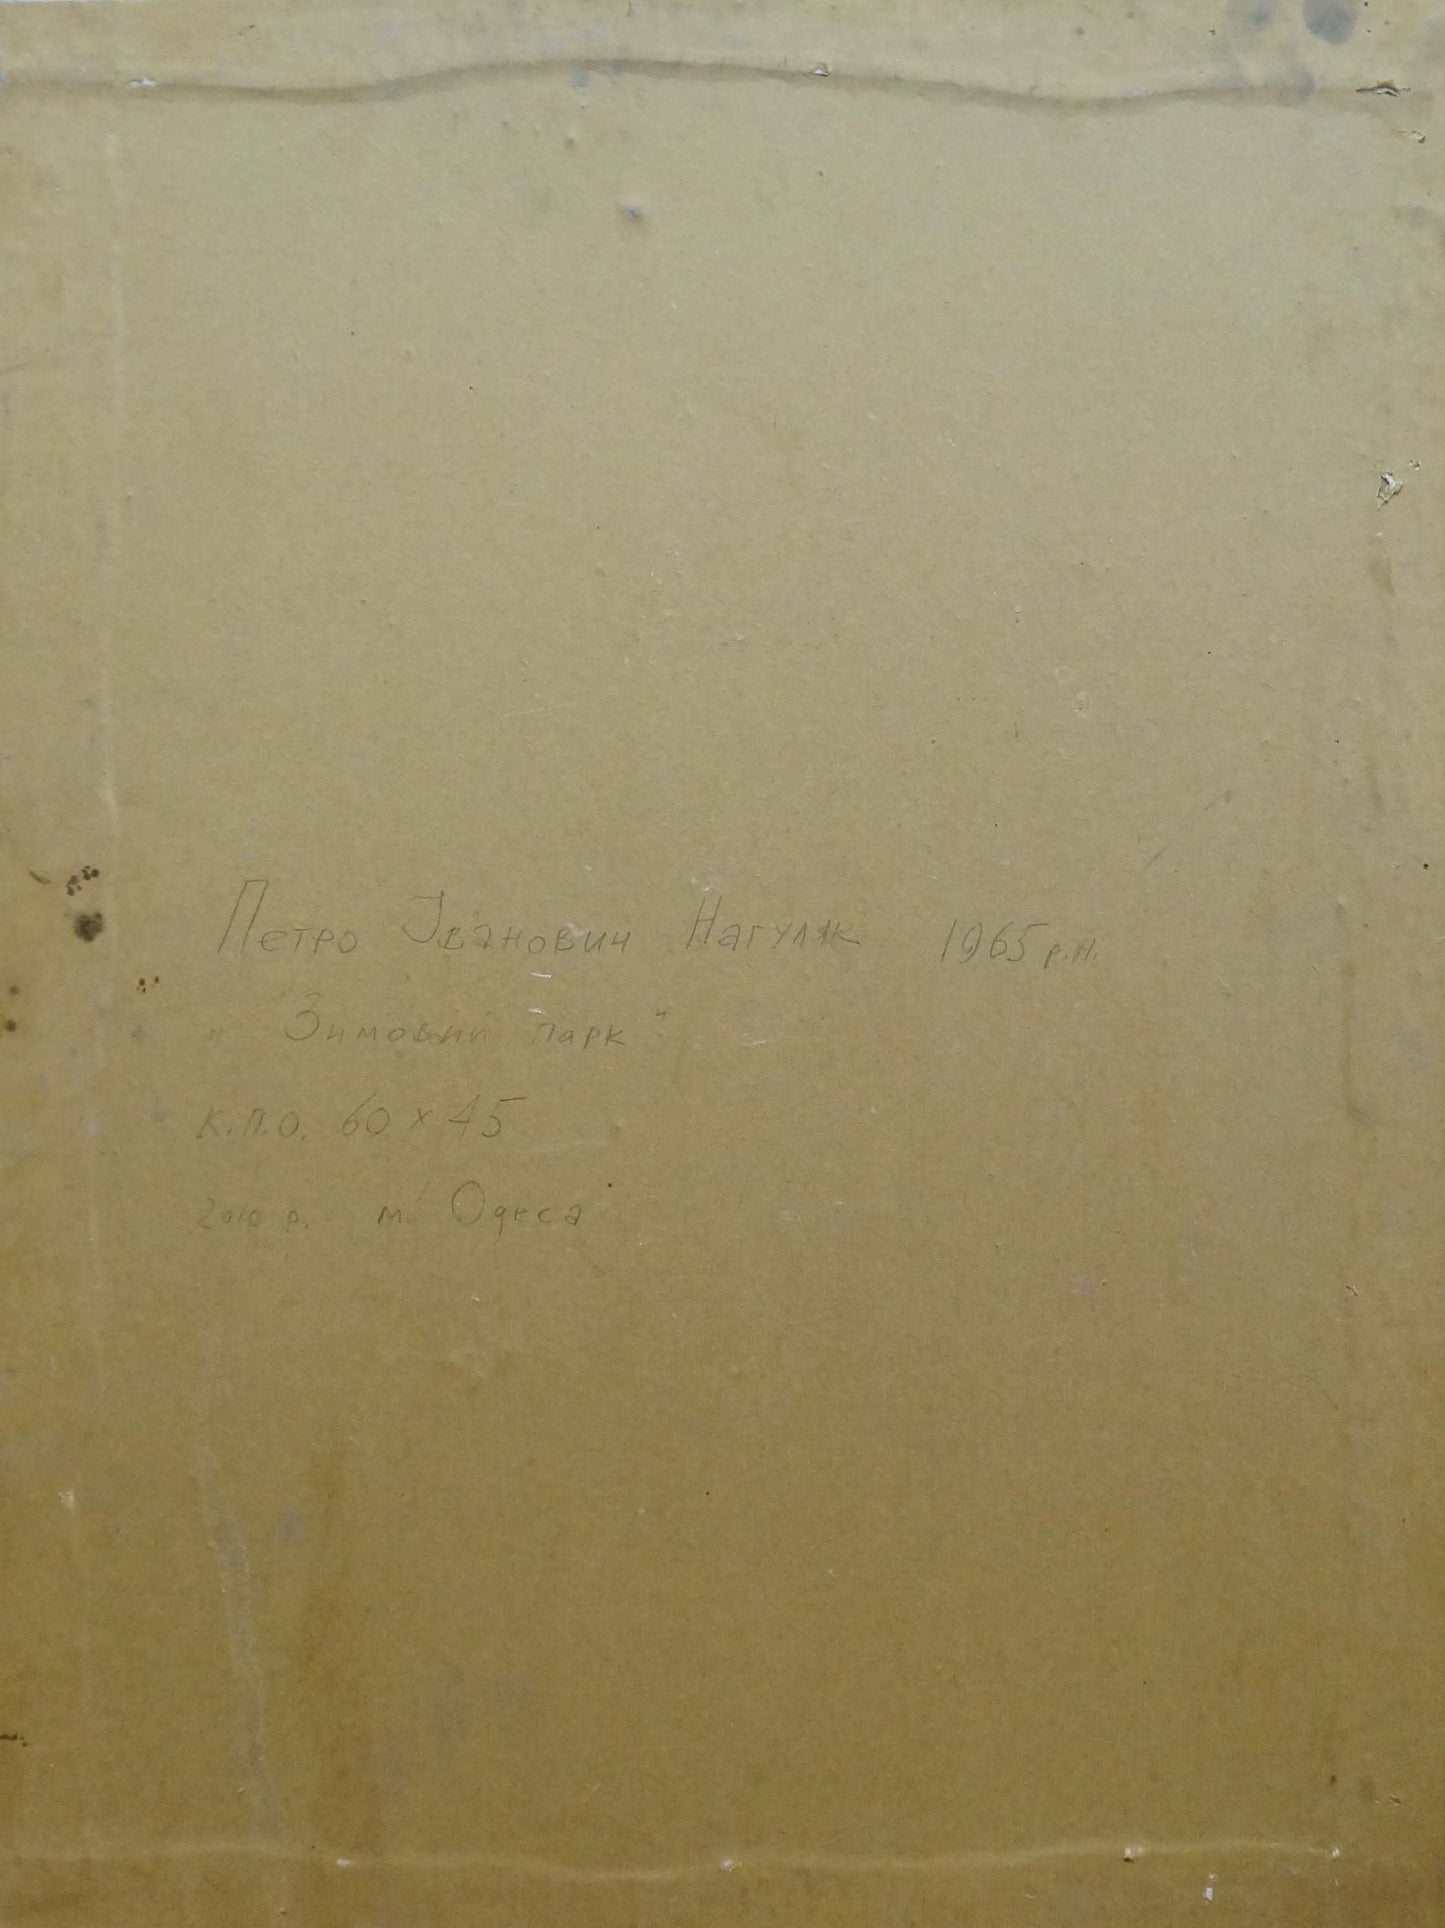 Петро Іванович Нагуляк 1965 р.н.
„ Зимовий парк "
к.п.о. 60 x 45
2010 р. м. Одеса